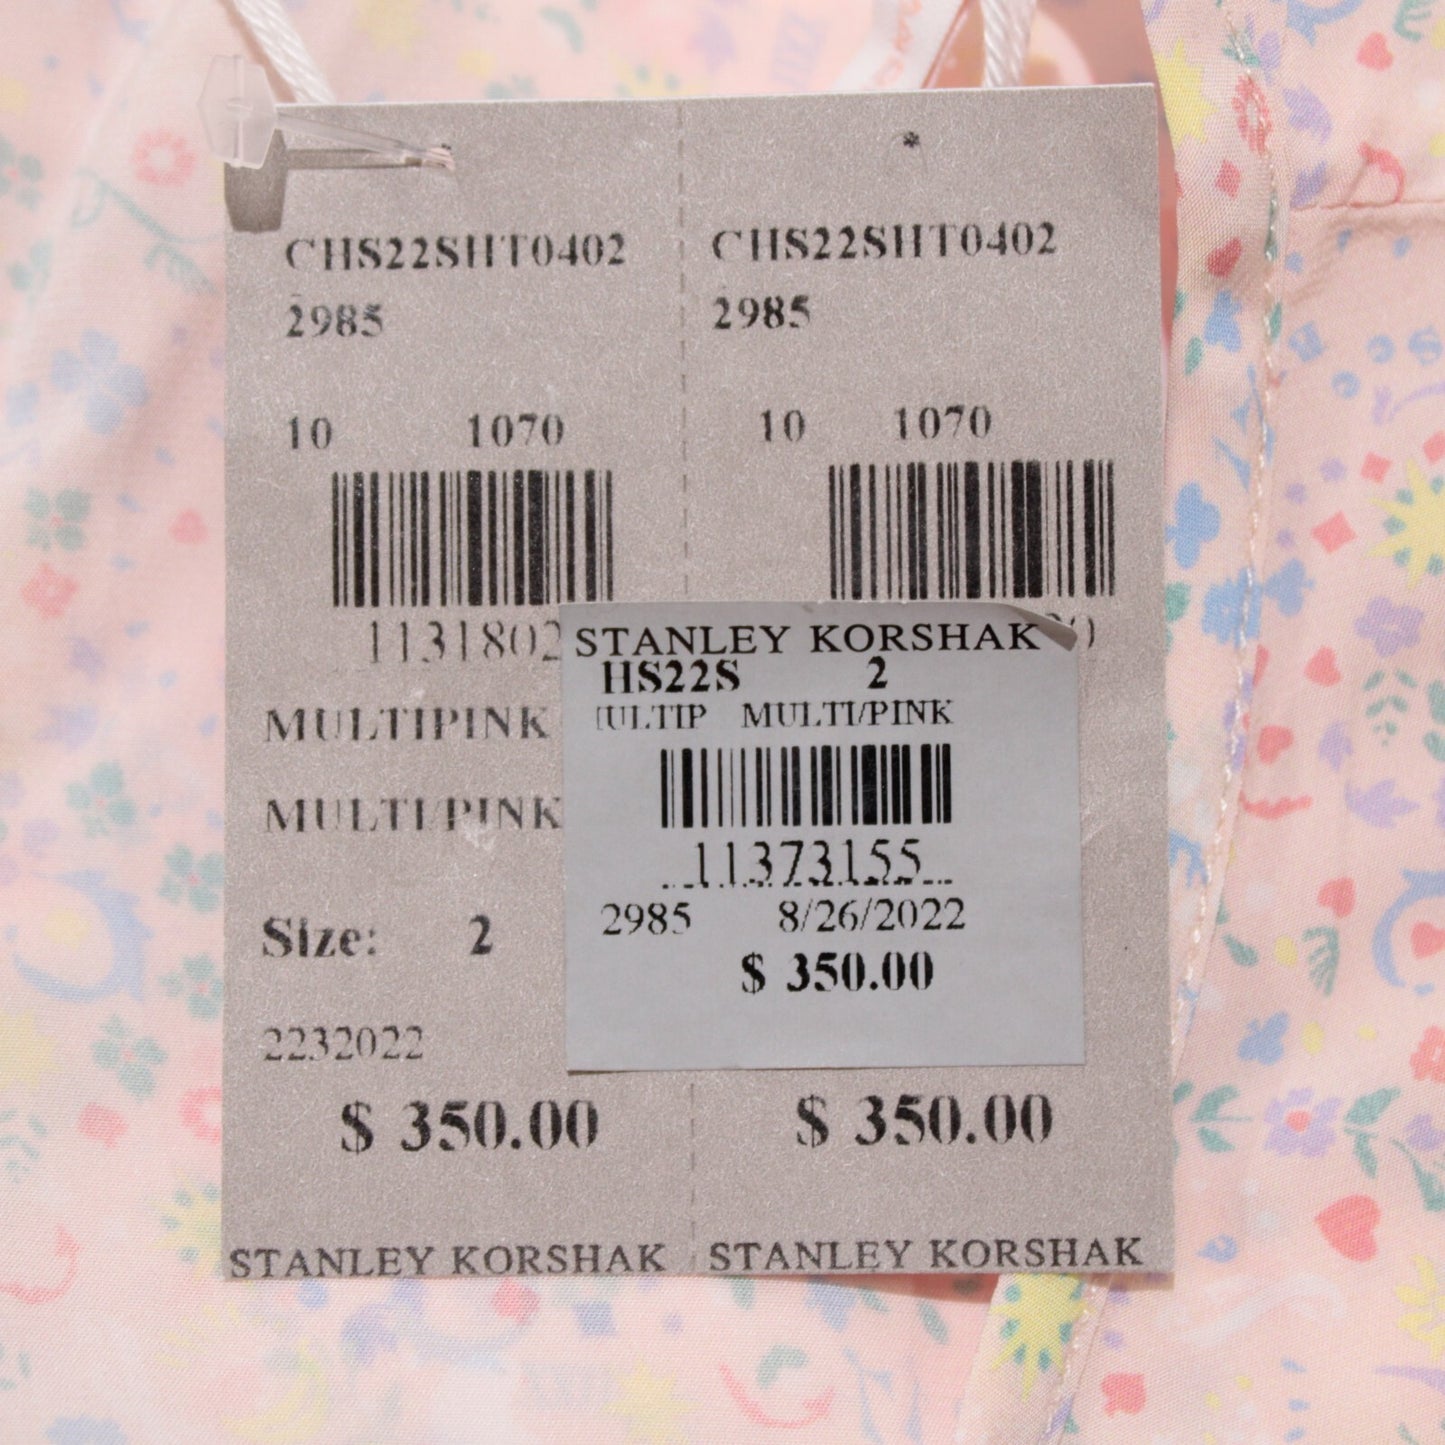 CHS22SHT0402 CHS22SHT0402
2985 2985
10 1070 10 1070
STANLEY KORSHAK
HS22S 2
MULTIPINK
MULTI/PINK
MULTI/PINK
11373155
2985 8/26/2022
$ 350.00
Size: 2
2232022
$ 350.00 $ 350.00
STANLEY KORSHAK STANLEY KORSHAK